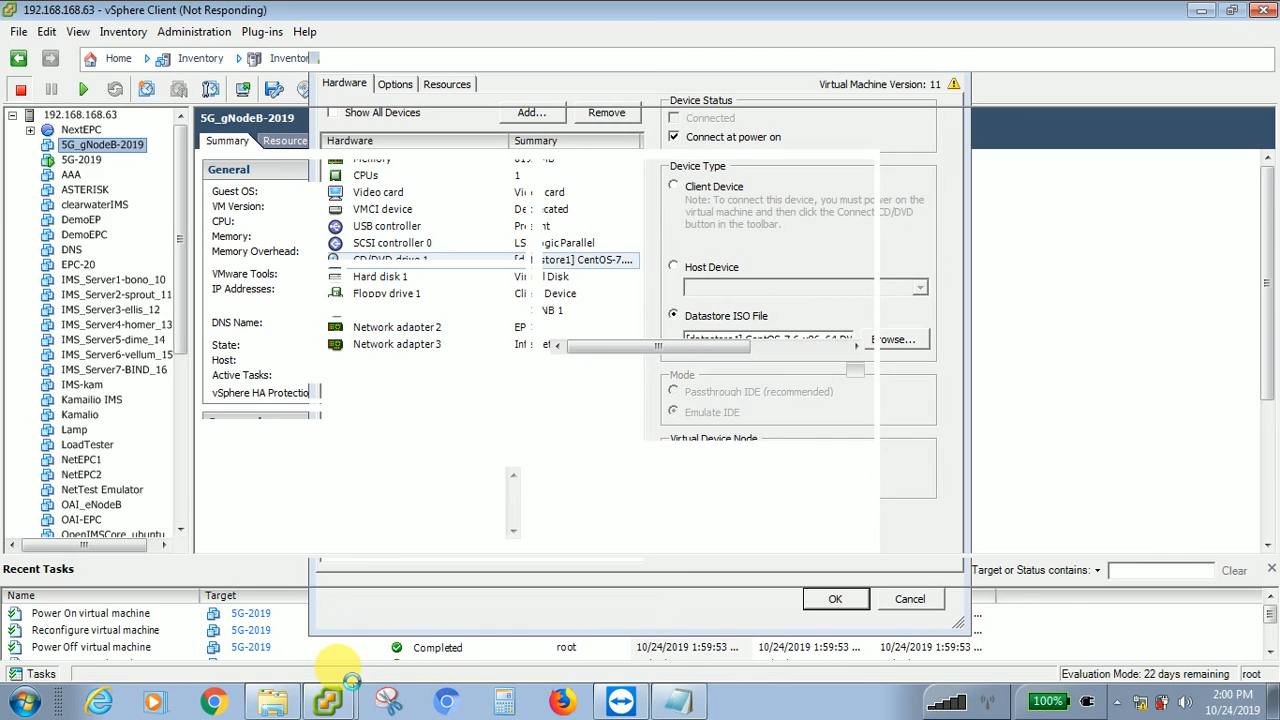 192.168.168.63 - vSphere Client (Not Responding)
File Edit View Inventory Administration Plug-ins Help
Home Inventory
Hardware Options Resources Virtual Machine Version: 11
Show All Devices Add... Remove
Hardware Summary
192.168.168.63
NextEPC
5G_gNodeB-2019
5G-2019
AAA
ASTERISK
clearwaterIMS
DemoEP
DemoEPC
DNS
EPC-20
IMS_Server1-bono_10
IMS_Server2-sprout_11
IMS_Server3-ellis_12
IMS_Server4-homer_13
IMS_Server5-dime_14
IMS_Server6-vellum_15
IMS_Server7-BIND_16
IMS-kam
Kamailio IMS
Kamalio
Lamp
LoadTester
NetEPC1
NetEPC2
NetTest Emulator
OAI_eNodeB
OAI-EPC
OpenIMSCore_ubuntu
5G_gNodeB-2019
Summary Resource
General
Guest OS:
VM Version:
CPU:
Memory:
Memory Overhead:
VMware Tools:
IP Addresses:
DNS Name:
State:
Host:
Active Tasks:
vSphere HA Protectio
Memory
CPUs 1
Video card
VMCI device
USB controller
SCSI controller 0
CD/DVD drive 1 CentOS-7....
Hard disk 1
Floppy drive 1
Network adapter 2
Network adapter 3
Device Status
Connected
Connect at power on
Device Type
Client Device
Note: To connect this device, you must power on the
virtual machine and then click the Connect CD/DVD
button in the toolbar.
Host Device
Datastore ISO File
Browse...
Mode
Passthrough IDE (recommended)
Emulate IDE
Virtual Device Node
OK Cancel
Recent Tasks
Target or Status contains: Clear
Name Target
Power On virtual machine 5G-2019
Reconfigure virtual machine 5G-2019
Power Off virtual machine 5G-2019 Completed root 10/24/2019 1:59:53 ... 10/24/2019 1:59:53 ... 10/24/2019 1:59:53 ...
Tasks Evaluation Mode: 22 days remaining root
100% 2:00 PM
10/24/2019